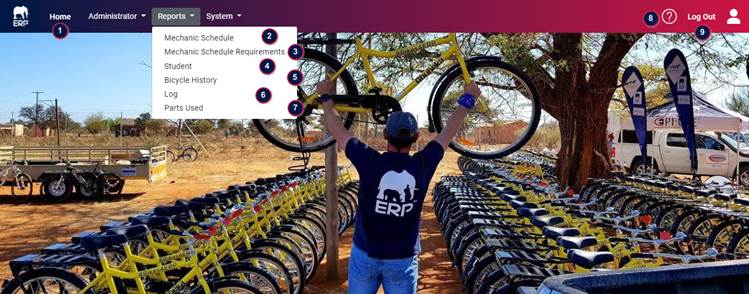 ERP
Home Administrator Reports System
8 Log Out
1
9
Mechanic Schedule 2
Mechanic Schedule Requirements 3
Student 4
Bicycle History 5
Log 6
Parts Used 7
ERP